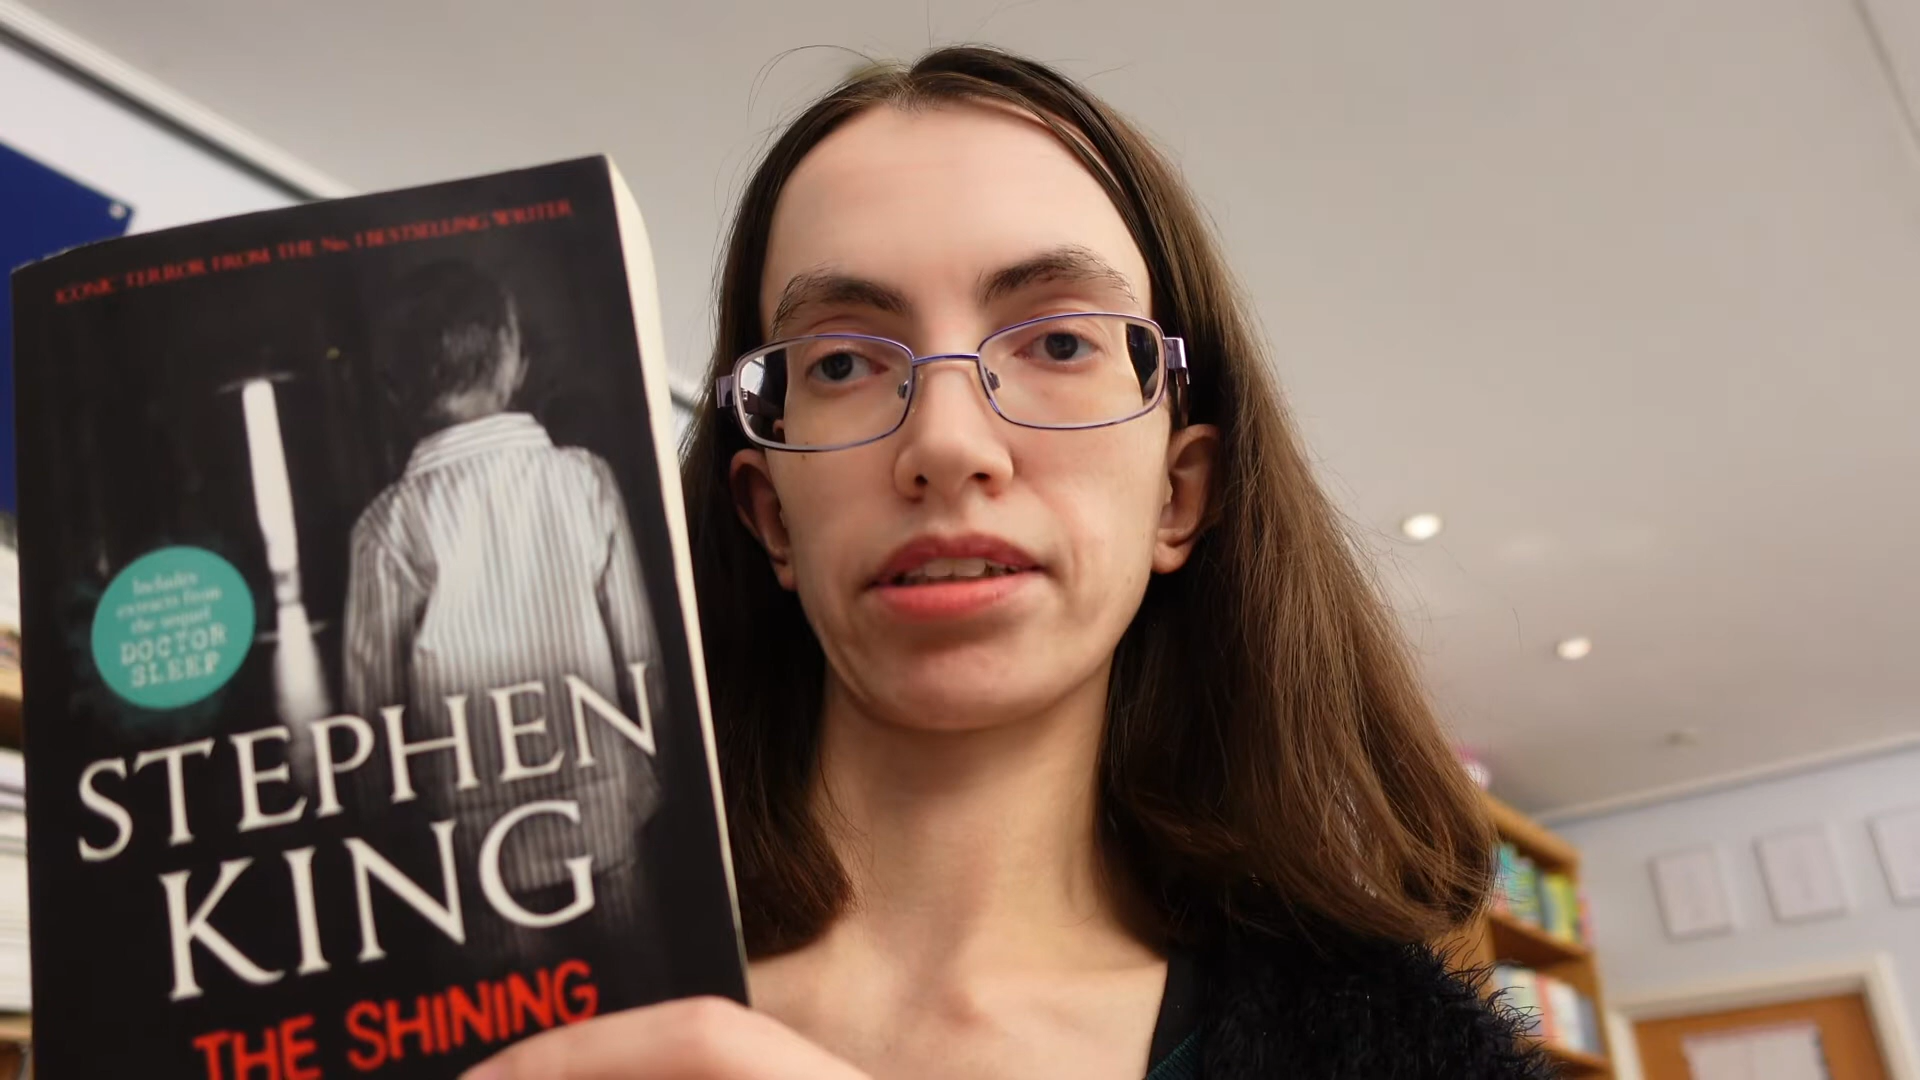 ICONIC TERROR FROM THE No. 1 BESTSELLING WRITER
Includes
extracts from
the sequel
DOCTOR
SLEEP
STEPHEN
KING
THE SHINING